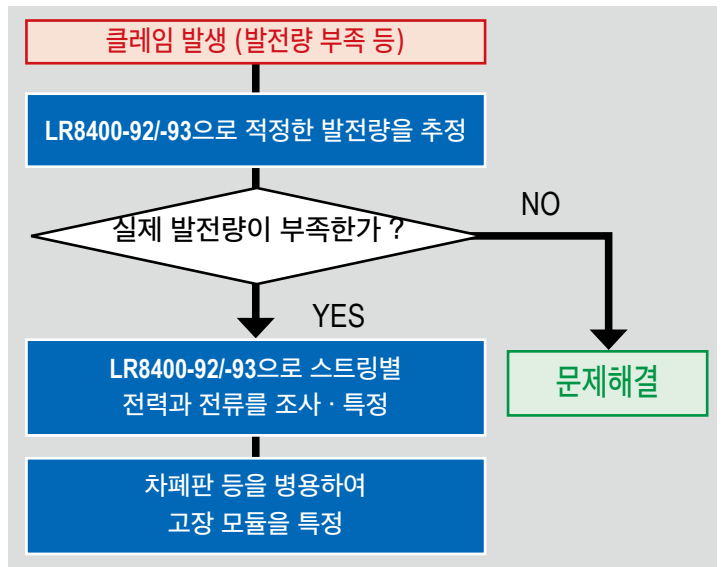 클레임 발생 (발전량 부족 등)
LR8400-92/-93으로 적정한 발전량을 추정
실제 발전량이 부족한가 ?
NO
YES
LR8400-92/-93으로 스트링별
전력과 전류를 조사 · 특정
문제해결
차폐판 등을 병용하여
고장 모듈을 특정